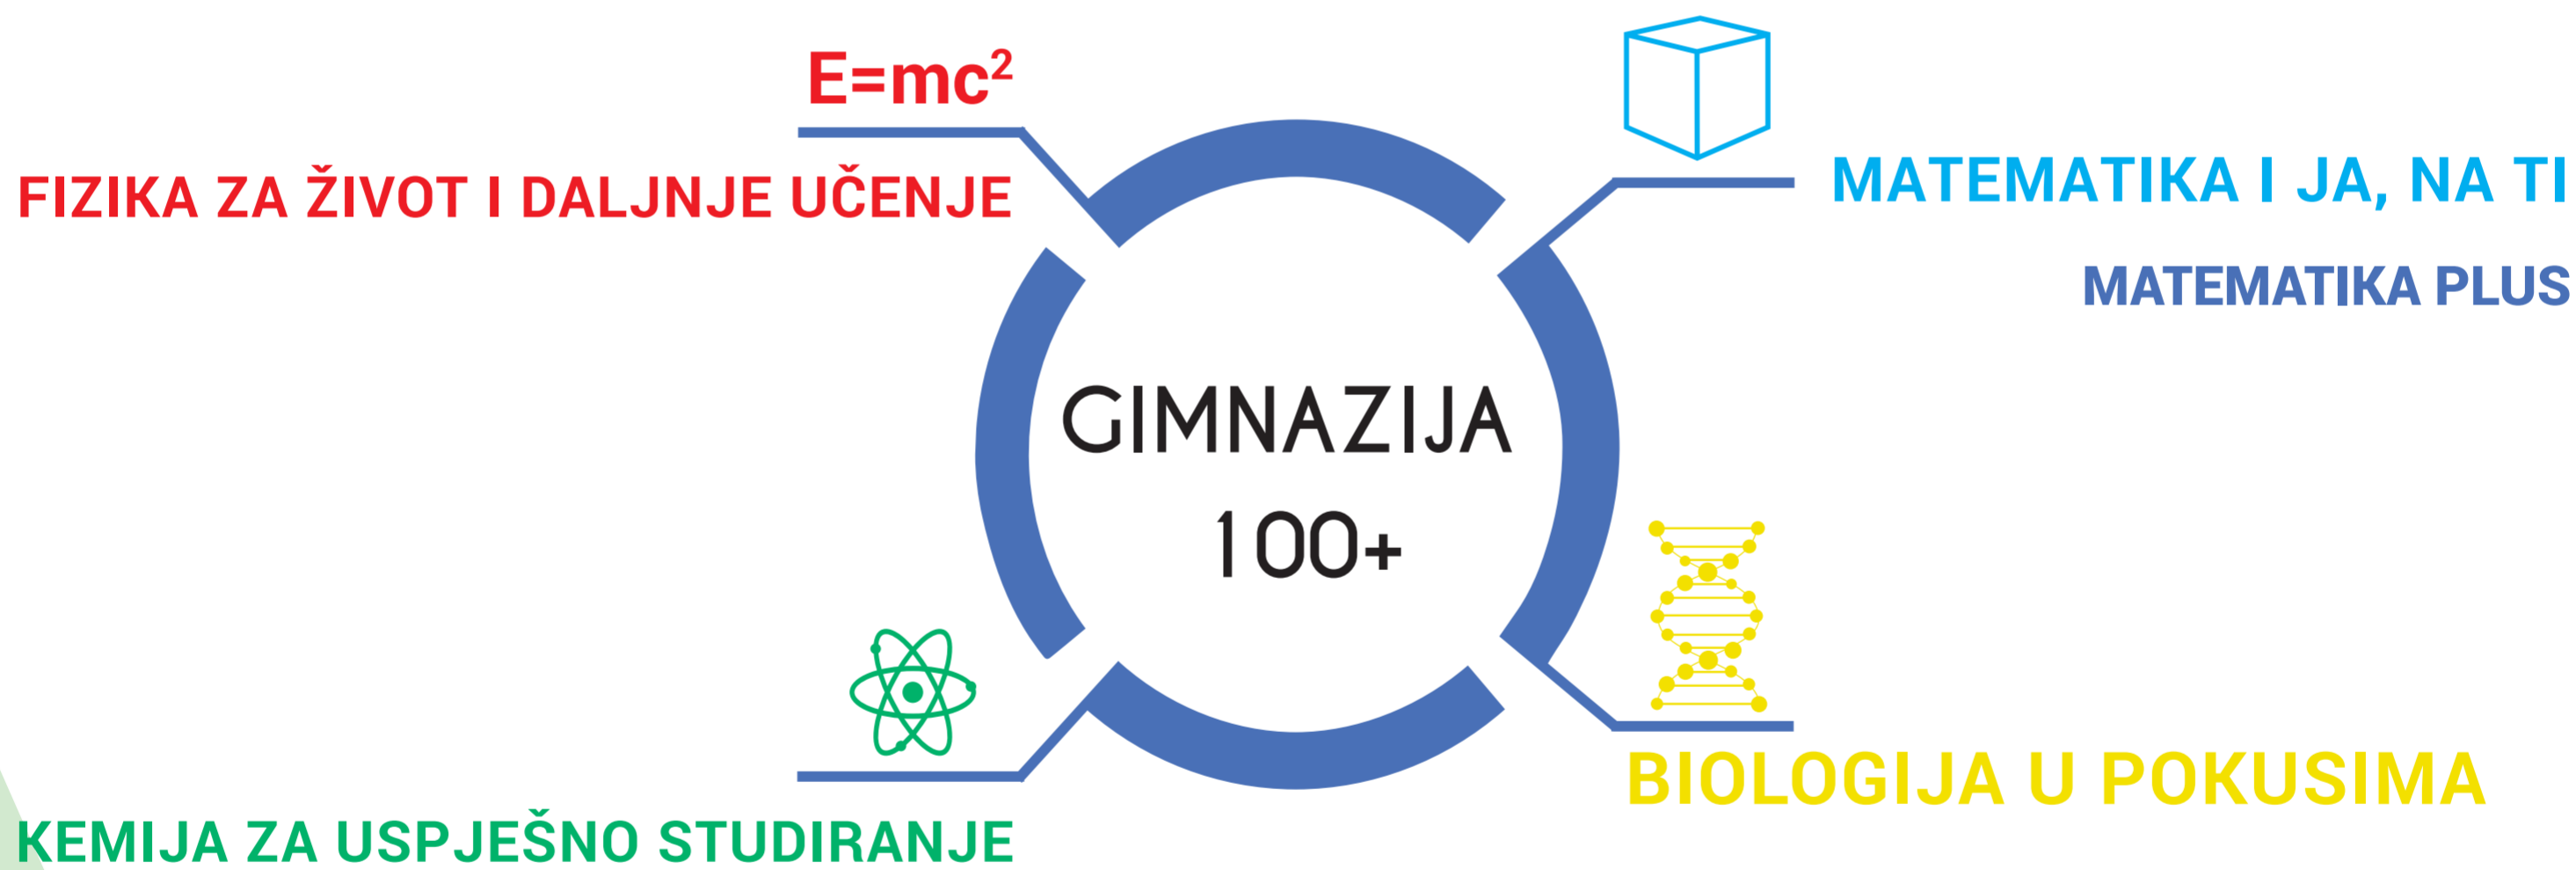 E=mc²
FIZIKA ZA ŽIVOT I DALJNJE UČENJE
MATEMATIKA I JA, NA TI
MATEMATIKA PLUS
GIMNAZIJA
100+
BIOLOGIJA U POKUSIMA
KEMIJA ZA USPJEŠNO STUDIRANJE